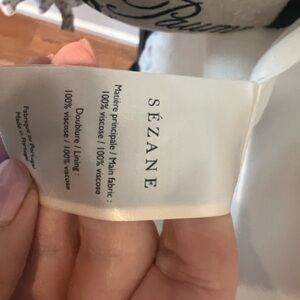 SÉZANE
Matière principale / Main fabric :
100% viscose / 100% viscose
Doublure / Lining :
100% viscose / 100% viscose
Fabriqué au Portugal
Made in Portugal